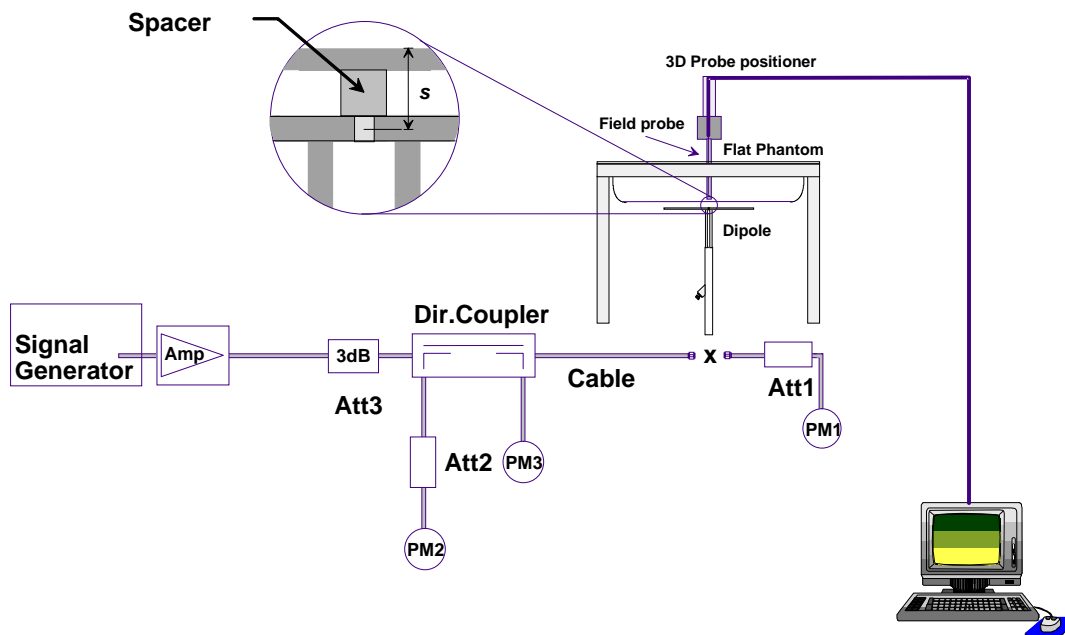 Spacer
s
3D Probe positioner
Field probe
Flat Phantom
Dipole
Dir.Coupler
Signal
Generator
Amp
3dB
Att3
Cable
x
Att1
PM1
Att2
PM3
PM2